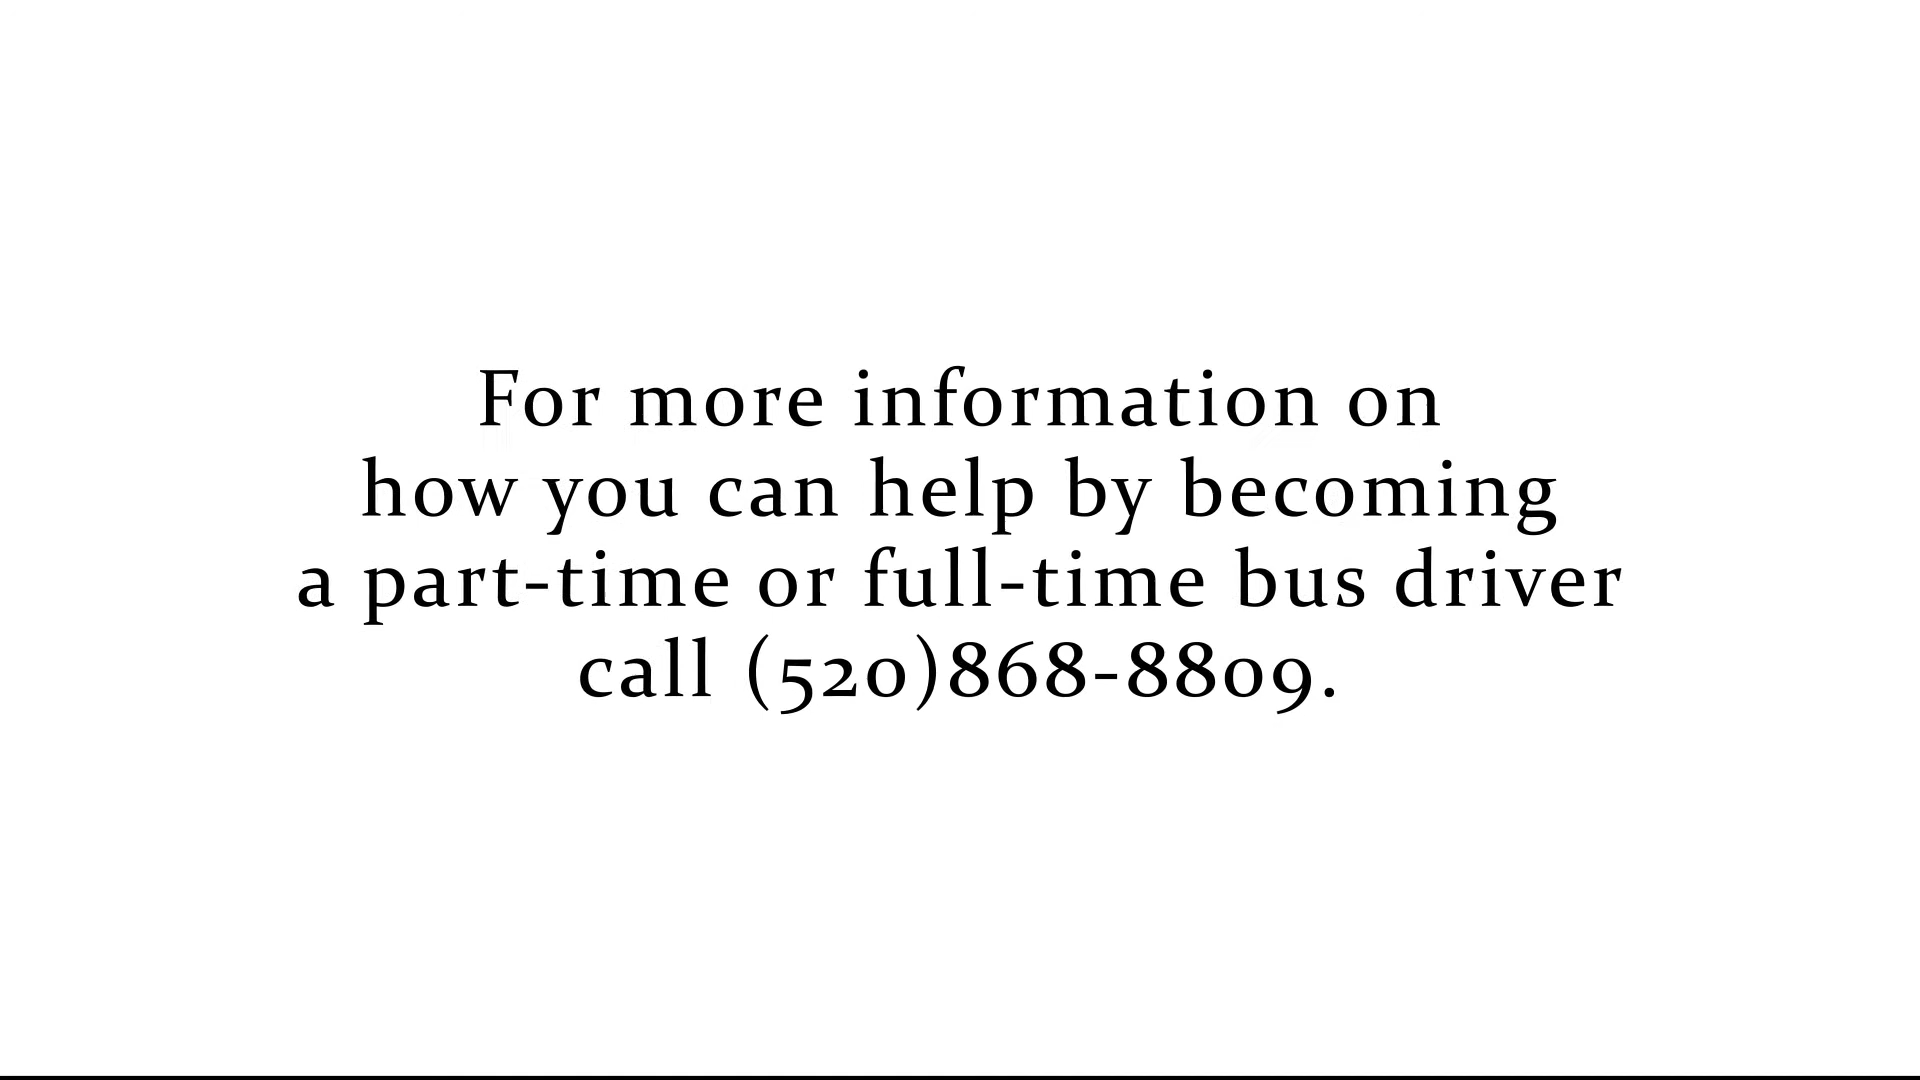 For more information on
how you can help by becoming
a part-time or full-time bus driver
call (520)868-8809.